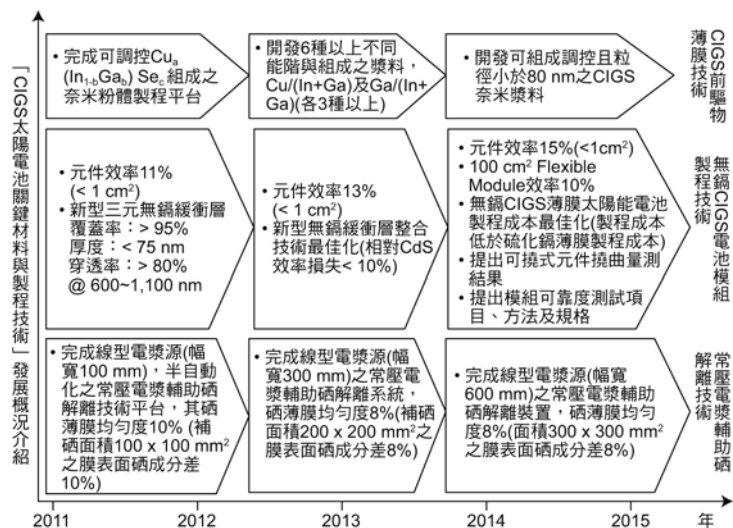 「CIGS太陽電池關鍵材料與製程技術」發展概況介紹
• 完成可調控Cuₐ
(In₁₋bGab) Sec組成之
奈米粉體製程平台
• 開發6種以上不同
能階與組成之漿料，
Cu/(In+Ga)及Ga/(In+
Ga)(各3種以上)
• 開發可組成調控且粒
徑小於80 nm之CIGS
奈米漿料
CIGS前驅物
薄膜技術
• 元件效率11%
(< 1 cm²)
• 新型三元無鎘緩衝層
覆蓋率：> 95%
厚度：< 75 nm
穿透率：> 80%
@ 600~1,100 nm
• 元件效率13%
(< 1 cm²)
• 新型無鎘緩衝層整合
技術最佳化(相對CdS
效率損失< 10%)
• 元件效率15%(<1cm²)
• 100 cm² Flexible
Module效率10%
• 無鎘CIGS薄膜太陽能電池
製程成本最佳化(製程成本
低於硫化鎘薄膜製程成本)
• 提出可撓式元件撓曲量測
結果
• 提出模組可靠度測試項
目、方法及規格
無鎘CIGS電池模組
製程技術
• 完成線型電漿源(幅
寬100 mm)，半自動
化之常壓電漿輔助硒
解離技術平台，其硒
薄膜均勻度10% (補
硒面積100 x 100 mm²
之膜表面硒成分差
10%)
• 完成線型電漿源(幅
寬300 mm)之常壓電
漿輔助硒解離系統，
硒薄膜均勻度8%(補硒
面積200 x 200 mm²之
膜表面硒成分差8%)
• 完成線型電漿源(幅寬
600 mm)之常壓電漿輔助
硒解離裝置，硒薄膜均勻
度8%(面積300 x 300 mm²
之膜表面硒成分差8%)
常壓電漿輔助硒
解離技術
2011 2012 2013 2014 2015 年